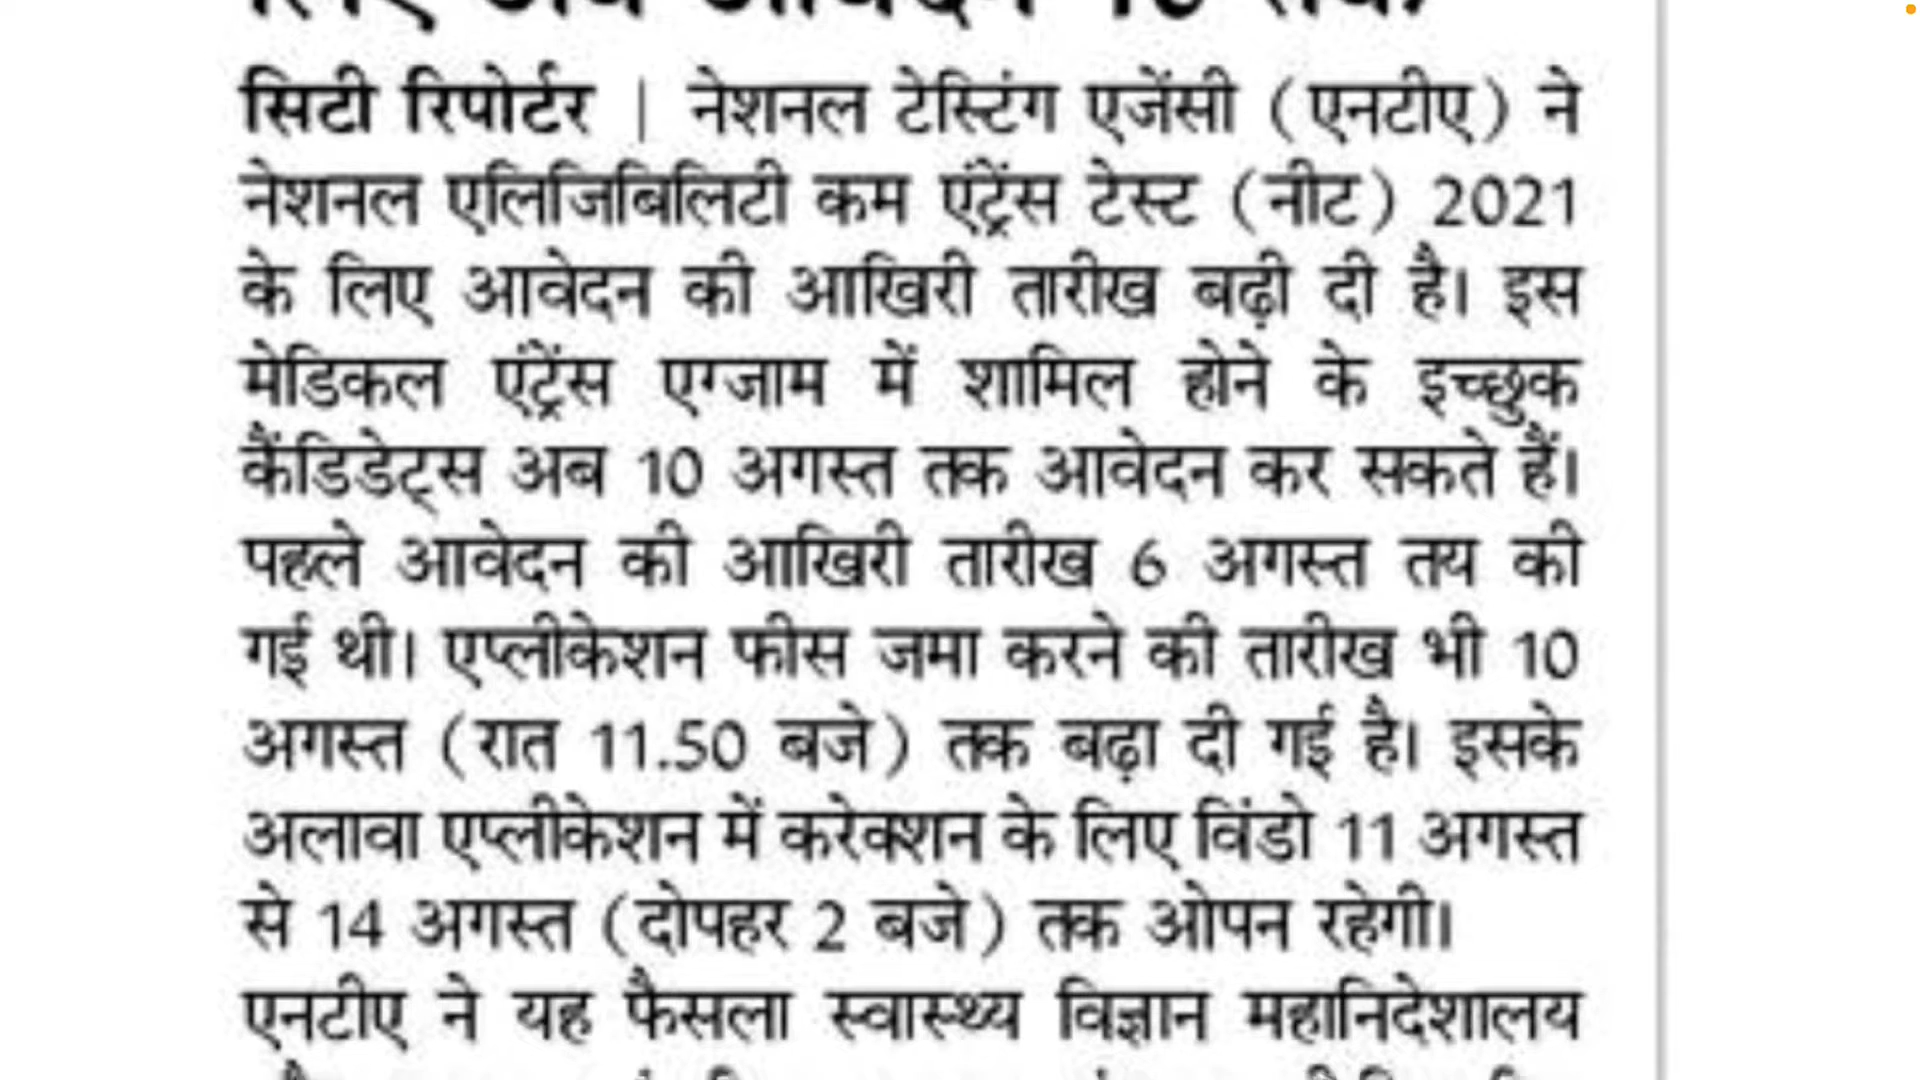 सिटी रिपोर्टर | नेशनल टेस्टिंग एजेंसी (एनटीए) ने
नेशनल एलिजिबिलिटी कम एंट्रेंस टेस्ट (नीट) 2021
के लिए आवेदन की आखिरी तारीख बढ़ी दी है। इस
मेडिकल एंट्रेंस एग्जाम में शामिल होने के इच्छुक
कैंडिडेट्स अब 10 अगस्त तक आवेदन कर सकते हैं।
पहले आवेदन की आखिरी तारीख 6 अगस्त तय की
गई थी। एप्लीकेशन फीस जमा करने की तारीख भी 10
अगस्त (रात 11.50 बजे) तक बढ़ा दी गई है। इसके
अलावा एप्लीकेशन में करेक्शन के लिए विंडो 11 अगस्त
से 14 अगस्त (दोपहर 2 बजे) तक ओपन रहेगी।
एनटीए ने यह फैसला स्वास्थ्य विज्ञान महानिदेशालय